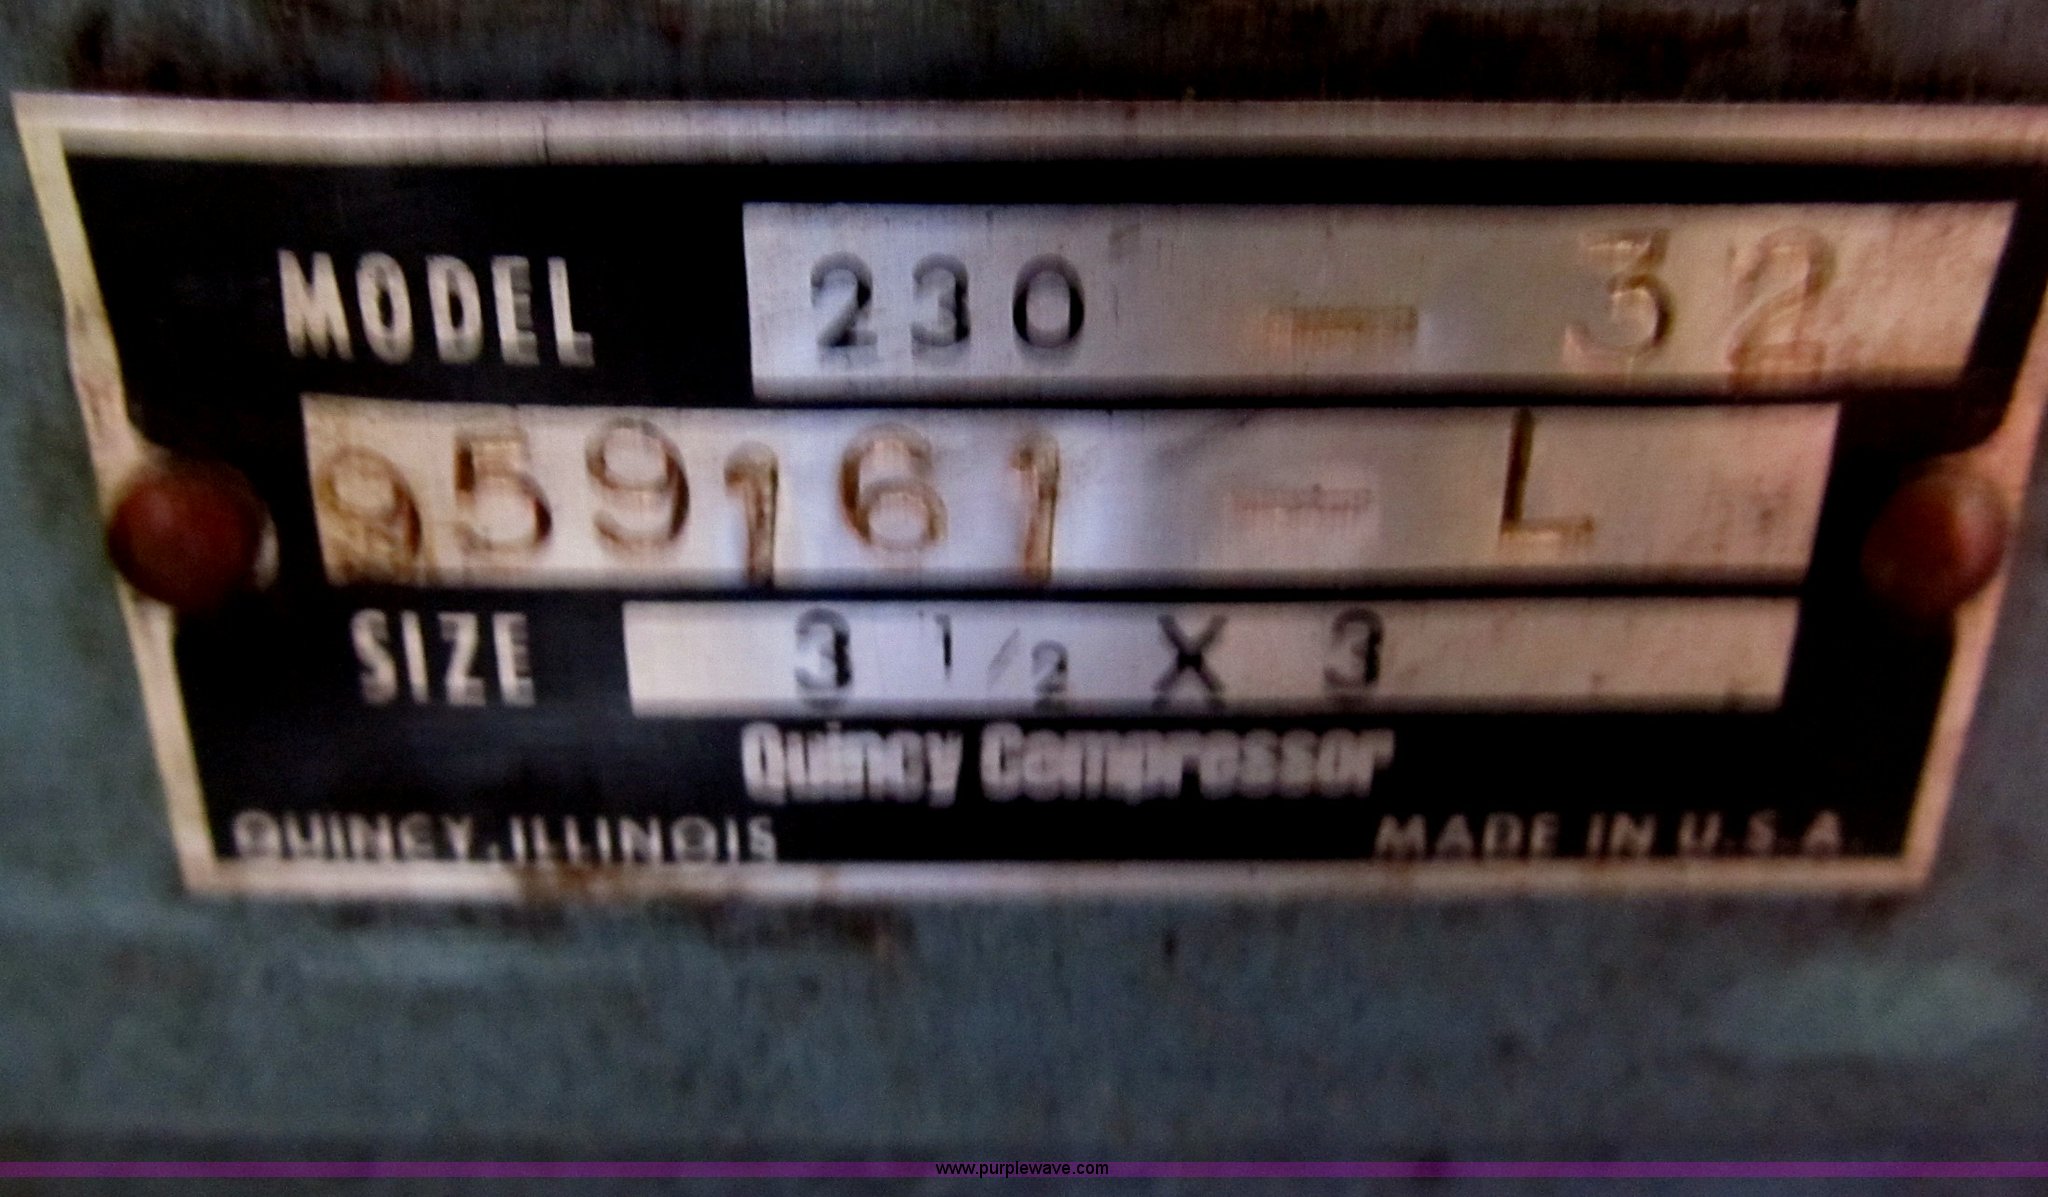 MODEL 230 - 32
959161 - L
SIZE 3 1/2 X 3
Quincy Compressor
QUINCY, ILLINOIS MADE IN U.S.A.
www.purplewave.com